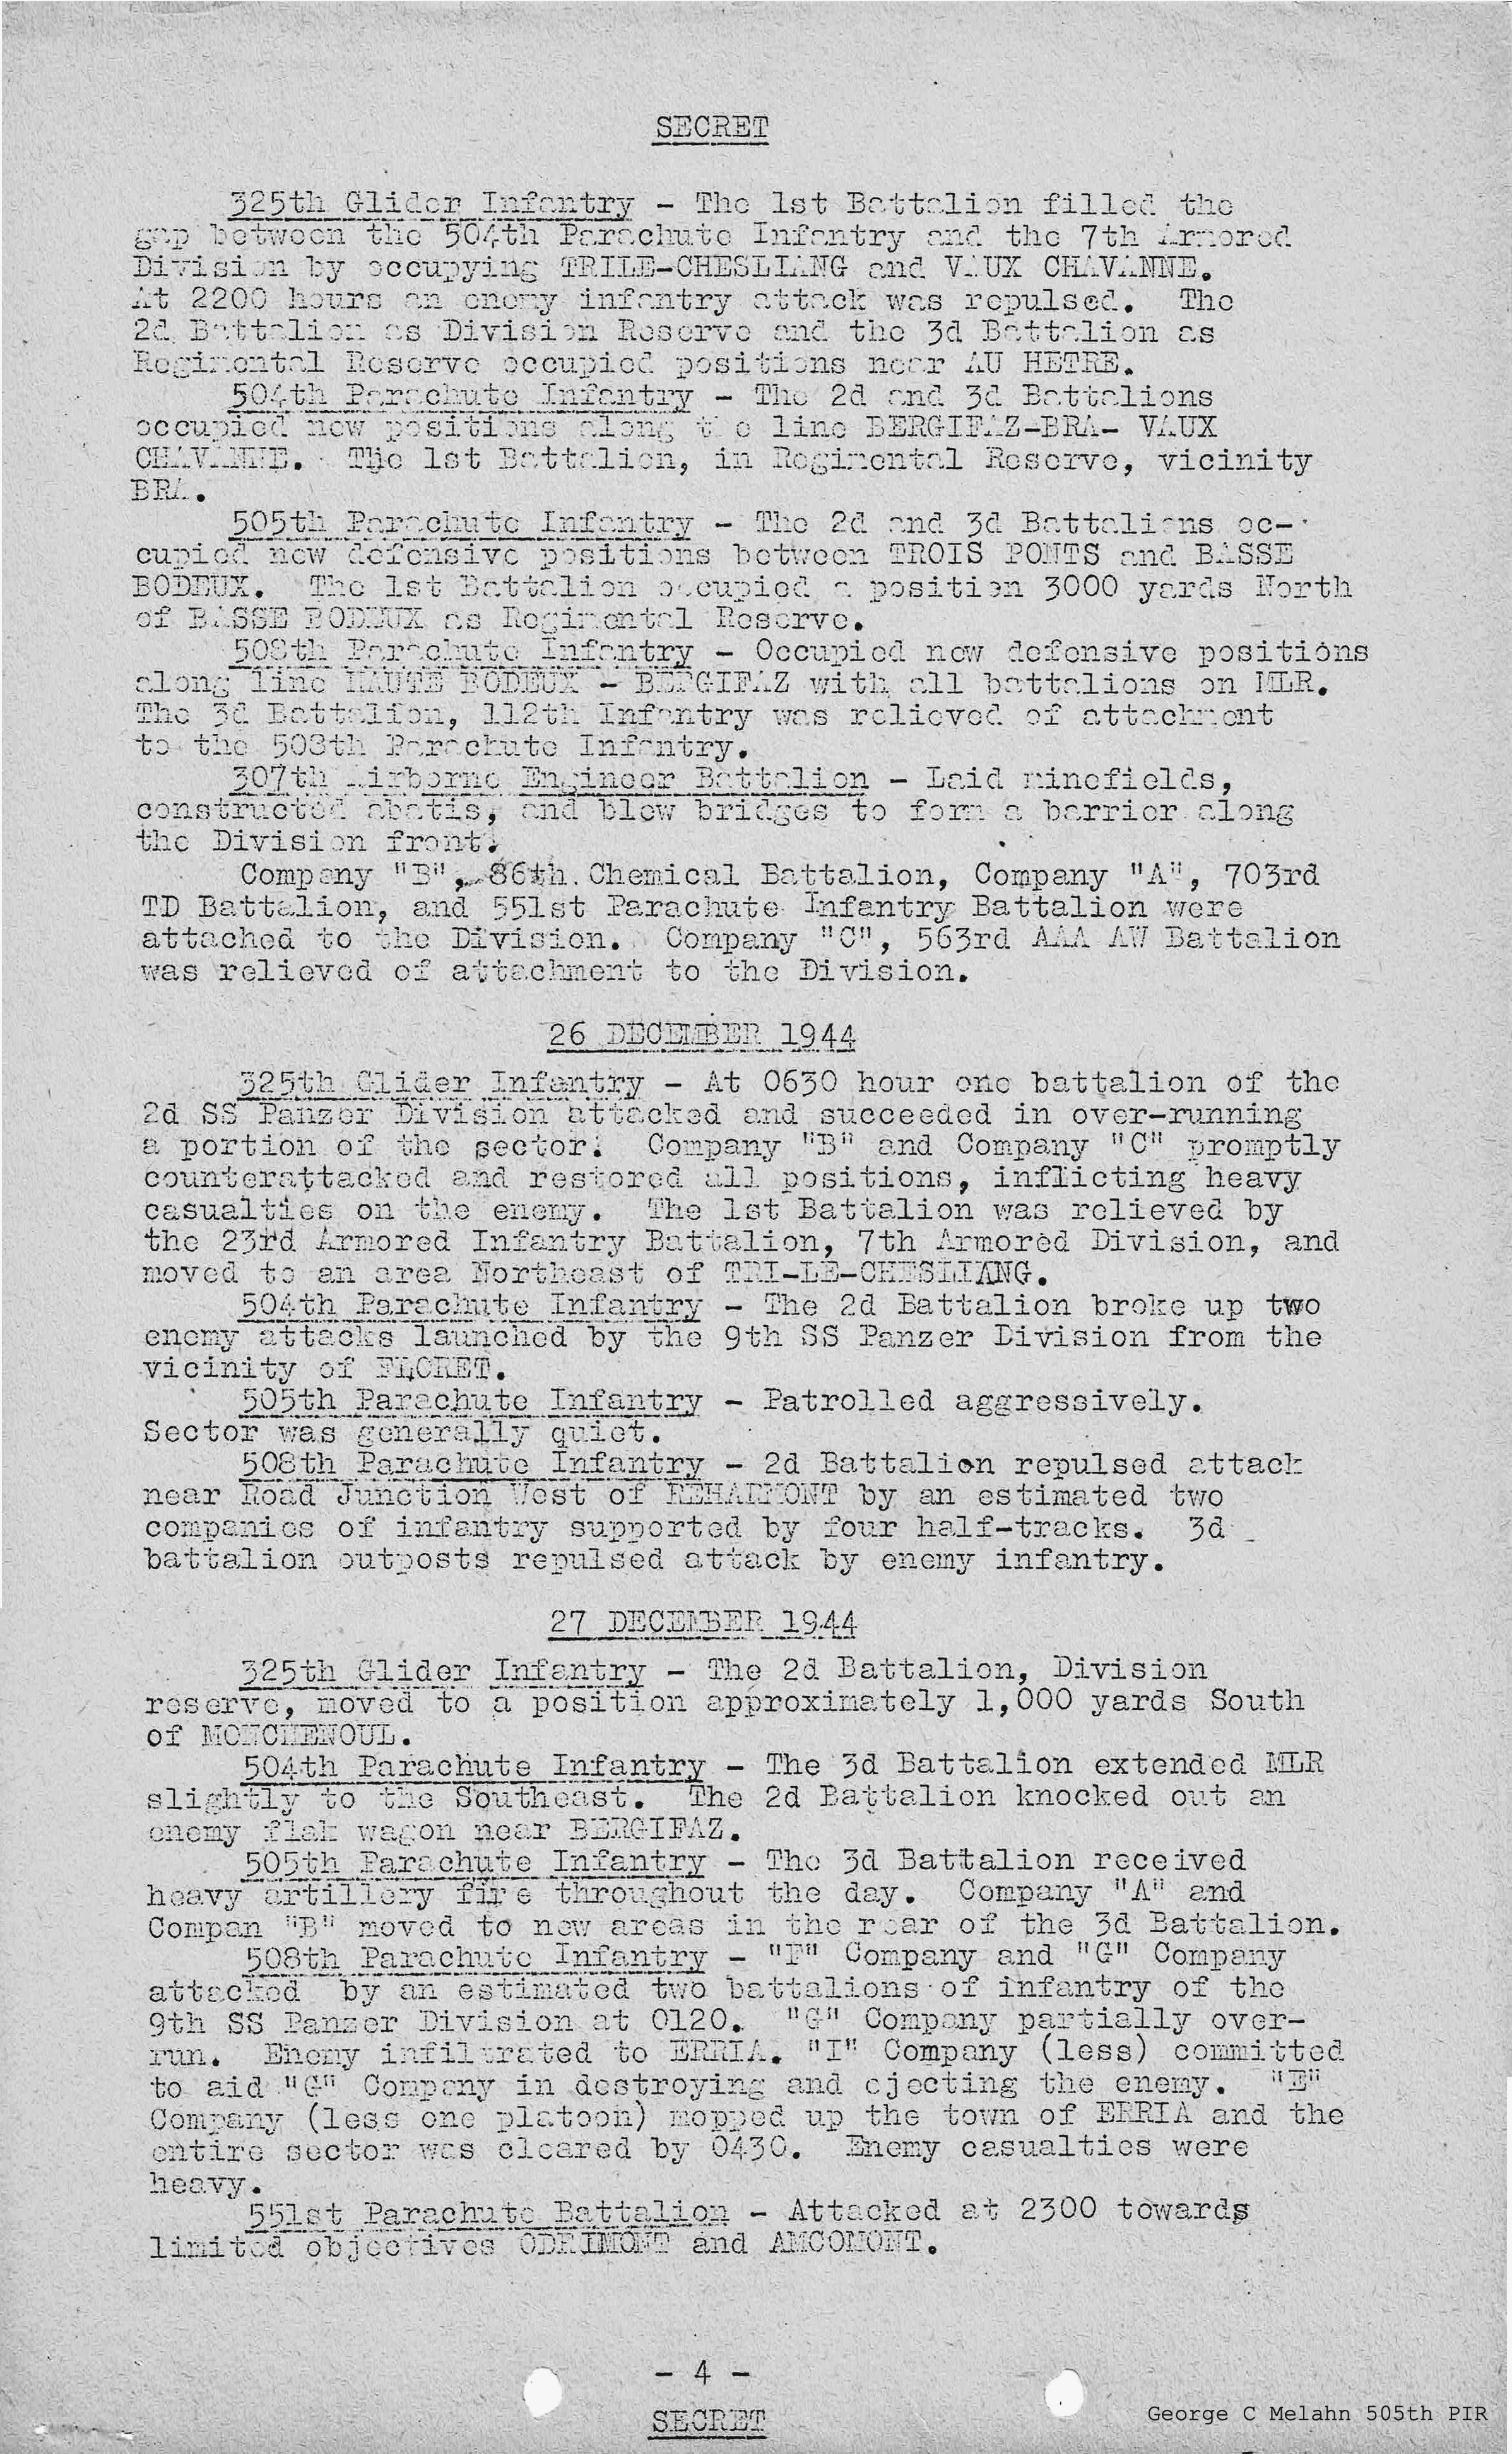 SECRET
325th Glider Infantry - The 1st Battalion filled the
gap between the 504th Parachute Infantry and the 7th Armored
Division by occupying TRILE-CHESLIANG and VAUX CHAVANNE.
At 2200 hours an enemy infantry attack was repulsed. The
2d Battalion as Division Reserve and the 3d Battalion as
Regimental Reserve occupied positions near AU HETRE.
504th Parachute Infantry - The 2d and 3d Battalions
occupied new positions along the line BERGIFAZ-BRA- VAUX
CHAVANNE. The 1st Battalion, in Regimental Reserve, vicinity
BRA.
505th Parachute Infantry - The 2d and 3d Battalions oc-
cupied new defensive positions between TROIS PONTS and BASSE
BODEUX. The 1st Battalion occupied a position 3000 yards North
of BASSE BODEUX as Regimental Reserve.
508th Parachute Infantry - Occupied new defensive positions
along line HAUTE BODEUX - BERGIFAZ with all battalions on MLR.
The 3d Battalion, 112th Infantry was relieved of attachment
to the 508th Parachute Infantry.
307th Airborne Engineer Battalion - Laid minefields,
constructed abatis, and blew bridges to form a barrier along
the Division front.
Company "B", 86th Chemical Battalion, Company "A", 703rd
TD Battalion, and 551st Parachute Infantry Battalion were
attached to the Division. Company "C", 563rd AAA AW Battalion
was relieved of attachment to the Division.
26 DECEMBER 1944
325th Glider Infantry - At 0630 hour one battalion of the
2d SS Panzer Division attacked and succeeded in over-running
a portion of the sector. Company "B" and Company "C" promptly
counterattacked and restored all positions, inflicting heavy
casualties on the enemy. The 1st Battalion was relieved by
the 23rd Armored Infantry Battalion, 7th Armored Division, and
moved to an area Northeast of TRI-LE-CHESLIANG.
504th Parachute Infantry - The 2d Battalion broke up two
enemy attacks launched by the 9th SS Panzer Division from the
vicinity of FLORET.
505th Parachute Infantry - Patrolled aggressively.
Sector was generally quiet.
508th Parachute Infantry - 2d Battalion repulsed attack
near Road Junction West of REHARMONT by an estimated two
companies of infantry supported by four half-tracks. 3d
battalion outposts repulsed attack by enemy infantry.
27 DECEMBER 1944
325th Glider Infantry - The 2d Battalion, Division
reserve, moved to a position approximately 1,000 yards South
of MONCHENOUL.
504th Parachute Infantry - The 3d Battalion extended MLR
slightly to the Southeast. The 2d Battalion knocked out an
enemy flak wagon near BERGIFAZ.
505th Parachute Infantry - The 3d Battalion received
heavy artillery fire throughout the day. Company "A" and
Compan "B" moved to new areas in the rear of the 3d Battalion.
508th Parachute Infantry - "F" Company and "G" Company
attacked by an estimated two battalions of infantry of the
9th SS Panzer Division at 0120. "G" Company partially over-
run. Enemy infiltrated to ERRIA. "I" Company (less) committed
to aid "G" Company in destroying and ejecting the enemy. "E"
Company (less one platoon) mopped up the town of ERRIA and the
entire sector was cleared by 0430. Enemy casualties were
heavy.
551st Parachute Battalion - Attacked at 2300 towards
limited objectives ODRIMONT and AMCOMONT.
- 4 -
SECRET
George C Melahn 505th PIR